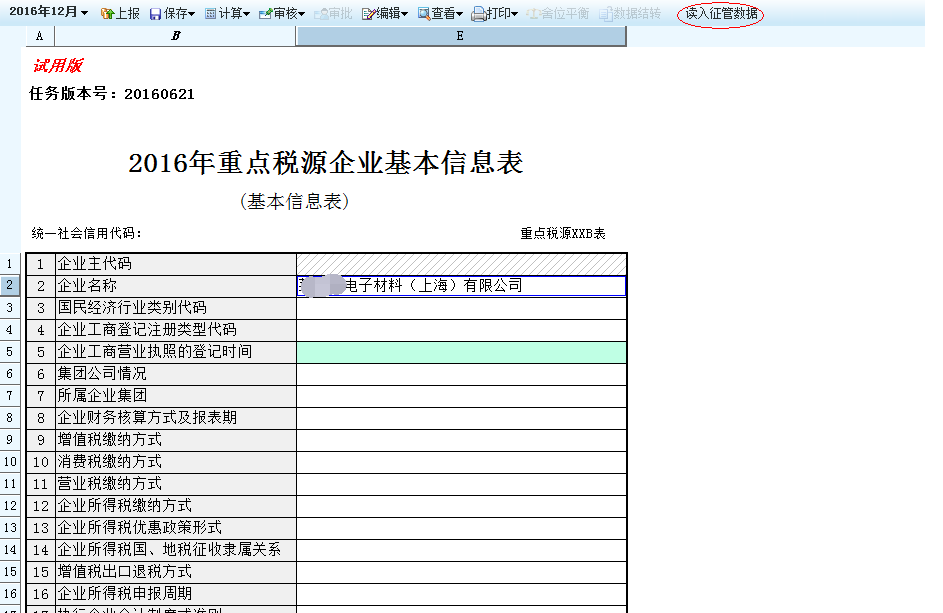 2016年12月 上报 保存 计算 审核 审批 编辑 查看 打印 舍位平衡 数据结转 读入征管数据
A B E
试用版
任务版本号：20160621
2016年重点税源企业基本信息表
(基本信息表)
统一社会信用代码： 重点税源XXB表
1 1 企业主代码
2 2 企业名称 电子材料（上海）有限公司
3 3 国民经济行业类别代码
4 4 企业工商登记注册类型代码
5 5 企业工商营业执照的登记时间
6 6 集团公司情况
7 7 所属企业集团
8 8 企业财务核算方式及报表期
9 9 增值税缴纳方式
10 10 消费税缴纳方式
11 11 营业税缴纳方式
12 12 企业所得税缴纳方式
13 13 企业所得税优惠政策形式
14 14 企业所得税国、地税征收隶属关系
15 15 增值税出口退税方式
16 16 企业所得税申报周期